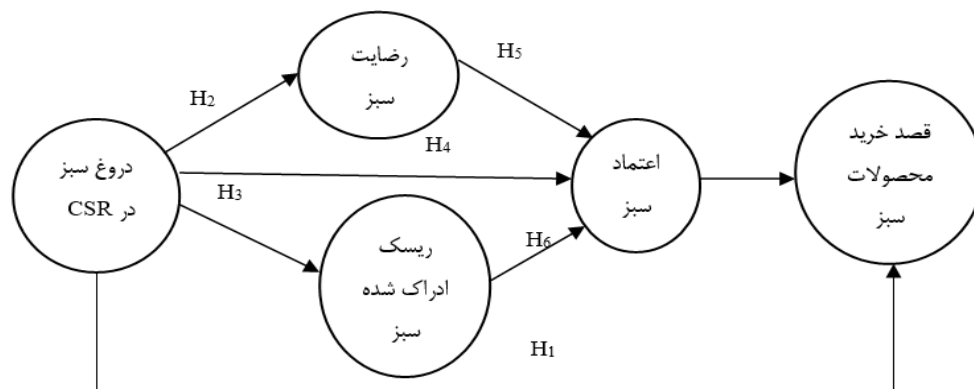 رضایت
سبز
H5
H2
H4
دروغ سبز
در CSR
H3
اعتماد
سبز
قصد خرید
محصولات
سبز
ریسک
ادراک شده
سبز
H6
H1